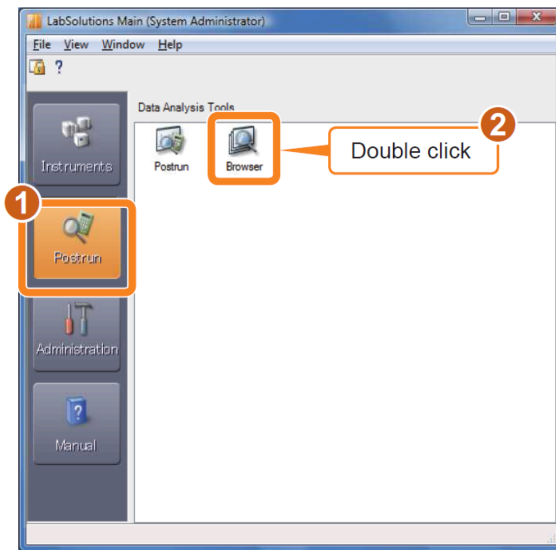 LabSolutions Main (System Administrator)
File View Window Help
?
Data Analysis Tools
2
Double click
Instruments
Postrun
Browser
1
Postrun
Administration
?
Manual